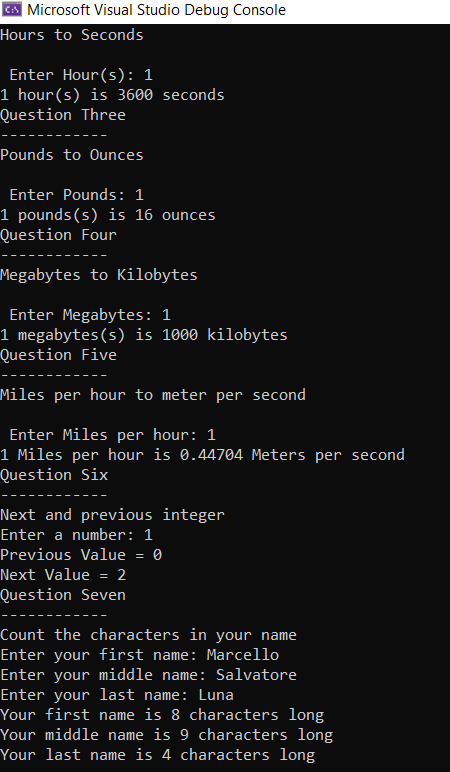 Microsoft Visual Studio Debug Console
Hours to Seconds
Enter Hour(s): 1
1 hour(s) is 3600 seconds
Question Three
------------
Pounds to Ounces
Enter Pounds: 1
1 pounds(s) is 16 ounces
Question Four
------------
Megabytes to Kilobytes
Enter Megabytes: 1
1 megabytes(s) is 1000 kilobytes
Question Five
------------
Miles per hour to meter per second
Enter Miles per hour: 1
1 Miles per hour is 0.44704 Meters per second
Question Six
------------
Next and previous integer
Enter a number: 1
Previous Value = 0
Next Value = 2
Question Seven
------------
Count the characters in your name
Enter your first name: Marcello
Enter your middle name: Salvatore
Enter your last name: Luna
Your first name is 8 characters long
Your middle name is 9 characters long
Your last name is 4 characters long